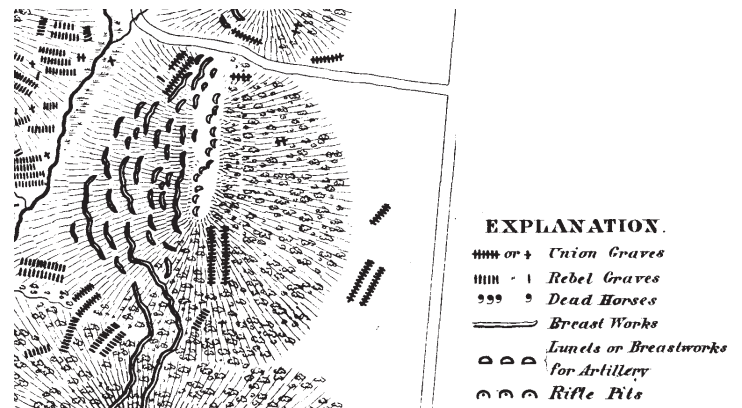 EXPLANATION.
or Union Graves
Rebel Graves
Dead Horses
Breast Works
Lunets or Breastworks
for Artillery
Rifle Pits